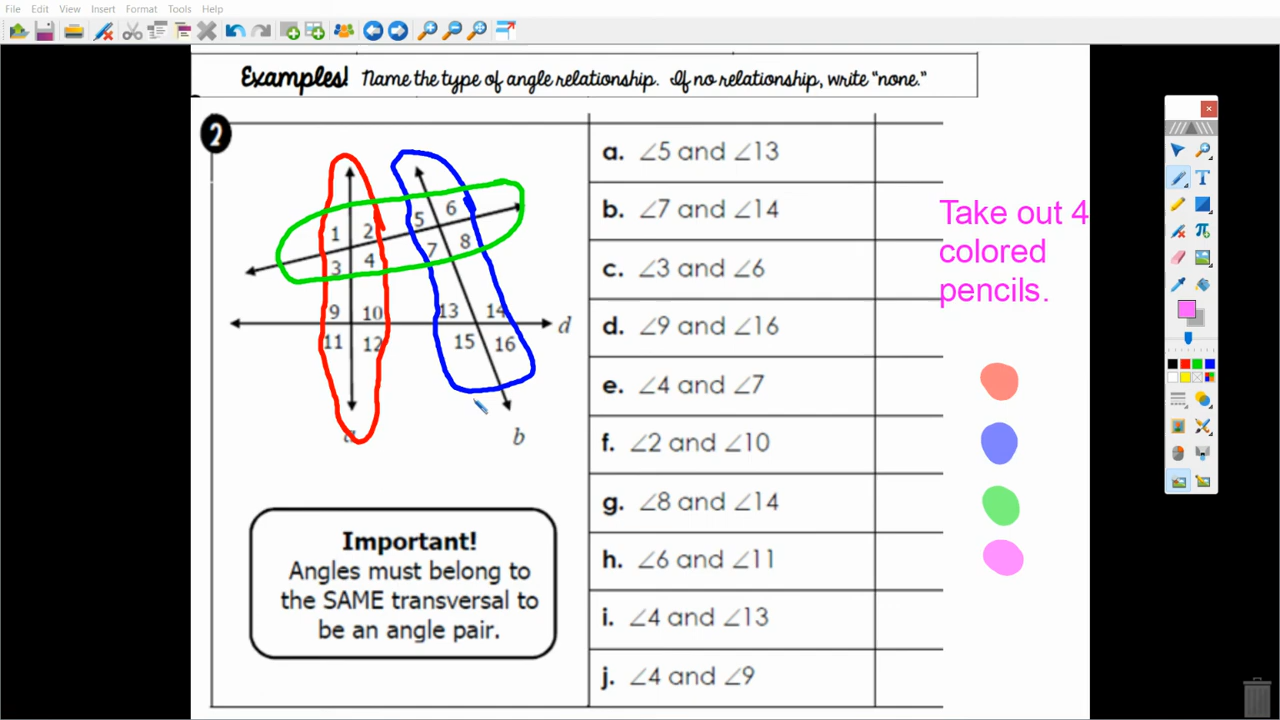 File Edit View Insert Format Tools Help
Examples! Name the type of angle relationship. If no relationship, write "none."
2
1 2 3 4
5 6 7 8
9 10 11 12
13 14 15 16
d
a b
Important!
Angles must belong to
the SAME transversal to
be an angle pair.
a. ∠5 and ∠13
b. ∠7 and ∠14
c. ∠3 and ∠6
d. ∠9 and ∠16
e. ∠4 and ∠7
f. ∠2 and ∠10
g. ∠8 and ∠14
h. ∠6 and ∠11
i. ∠4 and ∠13
j. ∠4 and ∠9
Take out 4
colored
pencils.